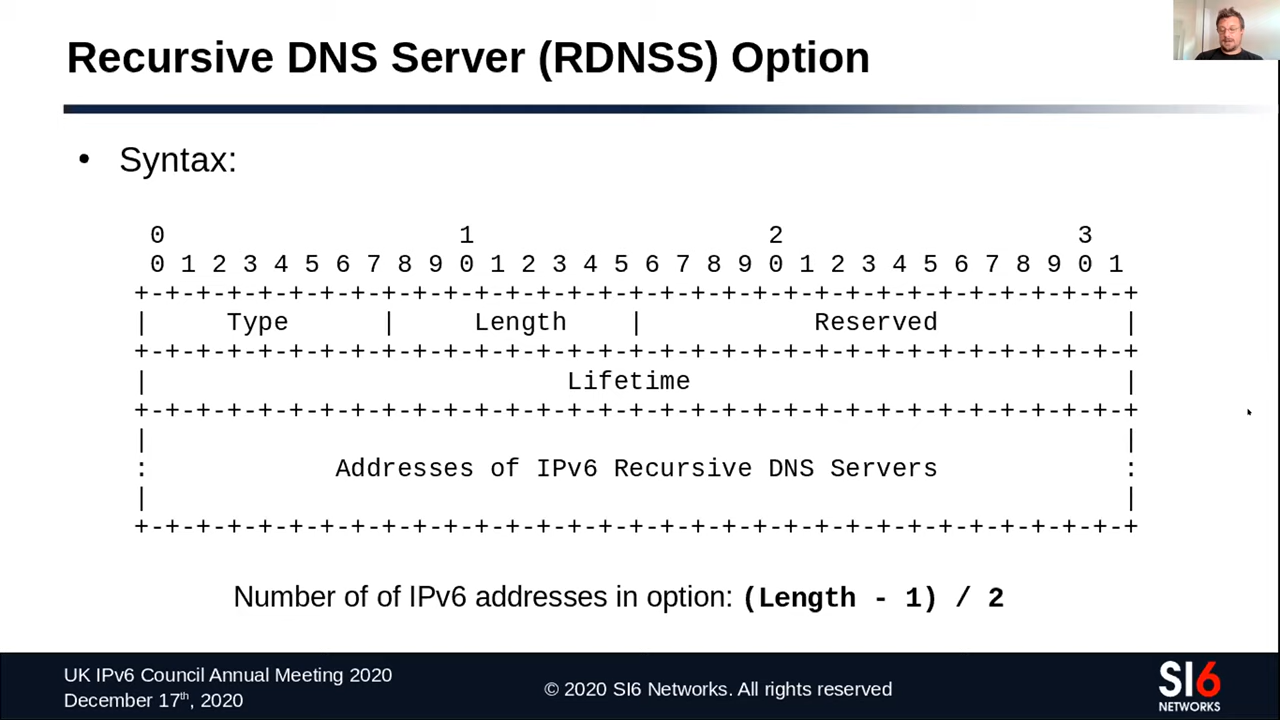 Recursive DNS Server (RDNSS) Option
• Syntax:
 0                   1                   2                   3
 0 1 2 3 4 5 6 7 8 9 0 1 2 3 4 5 6 7 8 9 0 1 2 3 4 5 6 7 8 9 0 1
+-+-+-+-+-+-+-+-+-+-+-+-+-+-+-+-+-+-+-+-+-+-+-+-+-+-+-+-+-+-+-+-+
|     Type      |     Length    |           Reserved            |
+-+-+-+-+-+-+-+-+-+-+-+-+-+-+-+-+-+-+-+-+-+-+-+-+-+-+-+-+-+-+-+-+
|                           Lifetime                            |
+-+-+-+-+-+-+-+-+-+-+-+-+-+-+-+-+-+-+-+-+-+-+-+-+-+-+-+-+-+-+-+-+
|                                                               |
:            Addresses of IPv6 Recursive DNS Servers            :
|                                                               |
+-+-+-+-+-+-+-+-+-+-+-+-+-+-+-+-+-+-+-+-+-+-+-+-+-+-+-+-+-+-+-+-+
Number of of IPv6 addresses in option: (Length - 1) / 2
UK IPv6 Council Annual Meeting 2020
December 17th, 2020
© 2020 SI6 Networks. All rights reserved
SI6
NETWORKS